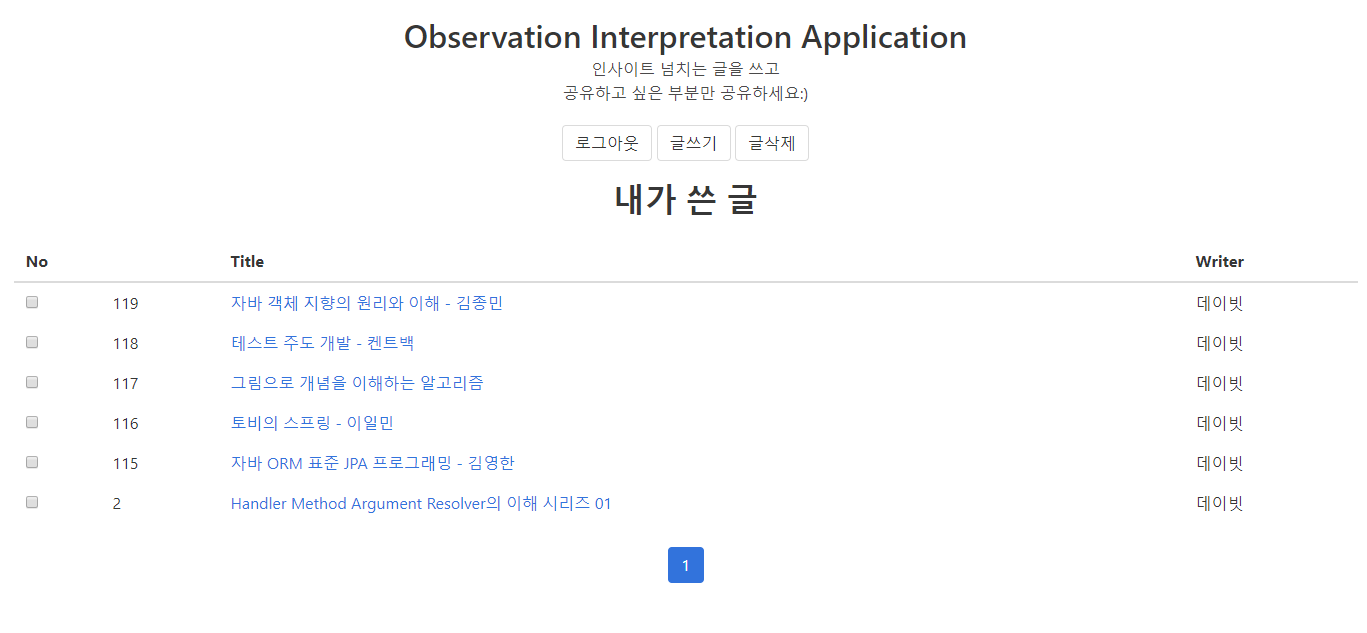 Observation Interpretation Application
인사이트 넘치는 글을 쓰고
공유하고 싶은 부분만 공유하세요:)
로그아웃 글쓰기 글삭제
내가 쓴 글
No Title Writer
119 자바 객체 지향의 원리와 이해 - 김종민 데이빗
118 테스트 주도 개발 - 켄트백 데이빗
117 그림으로 개념을 이해하는 알고리즘 데이빗
116 토비의 스프링 - 이일민 데이빗
115 자바 ORM 표준 JPA 프로그래밍 - 김영한 데이빗
2 Handler Method Argument Resolver의 이해 시리즈 01 데이빗
1